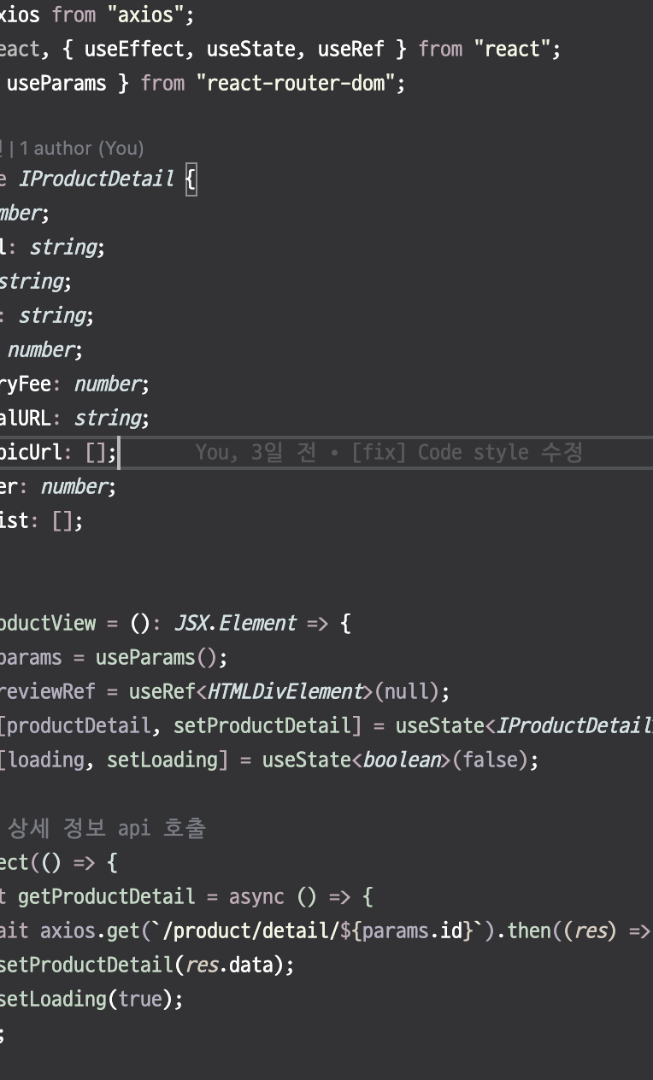 xios from "axios";
eact, { useEffect, useState, useRef } from "react";
useParams } from "react-router-dom";
| 1 author (You)
e IProductDetail {
mber;
l: string;
string;
: string;
number;
ryFee: number;
alURL: string;
picUrl: []; You, 3일 전 • [fix] Code style 수정
er: number;
ist: [];
oductView = (): JSX.Element => {
params = useParams();
reviewRef = useRef<HTMLDivElement>(null);
[productDetail, setProductDetail] = useState<IProductDetail
[loading, setLoading] = useState<boolean>(false);
상세 정보 api 호출
ect(() => {
t getProductDetail = async () => {
ait axios.get(`/product/detail/${params.id}`).then((res) =>
setProductDetail(res.data);
setLoading(true);
;